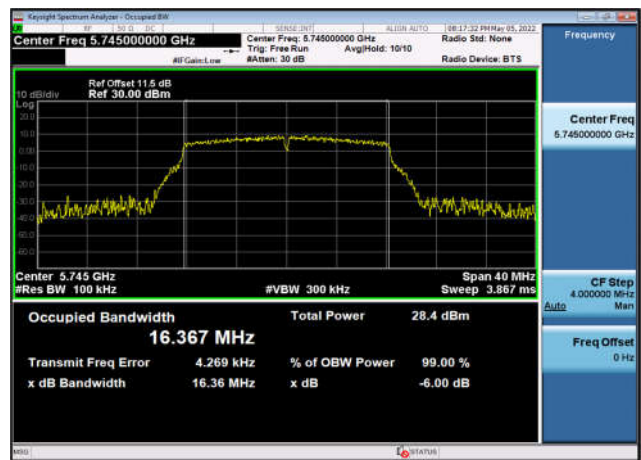 Keysight Spectrum Analyzer - Occupied BW
RF 50 Ω DC SENSE:INT ALIGN AUTO 08:17:32 PM May 05, 2022
Center Freq 5.745000000 GHz Center Freq: 5.745000000 GHz Radio Std: None
Trig: Free Run Avg|Hold: 10/10
#IFGain:Low #Atten: 30 dB Radio Device: BTS
Ref Offset 11.5 dB
10 dB/div Ref 30.00 dBm
Log
20.0
10.0
0.00
-10.0
-20.0
-30.0
-40.0
-50.0
-60.0
Center 5.745 GHz Span 40 MHz
#Res BW 100 kHz #VBW 300 kHz Sweep 3.867 ms
Occupied Bandwidth Total Power 28.4 dBm
16.367 MHz
Transmit Freq Error 4.269 kHz % of OBW Power 99.00 %
x dB Bandwidth 16.36 MHz x dB -6.00 dB
MSG STATUS
Frequency
Center Freq
5.745000000 GHz
CF Step
4.000000 MHz
Auto Man
Freq Offset
0 Hz